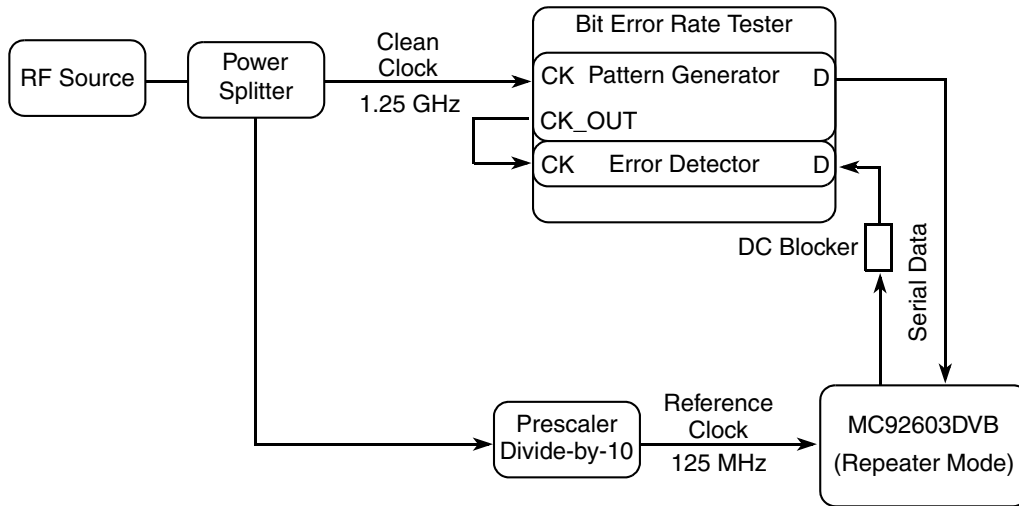 Bit Error Rate Tester
RF Source
Power
Splitter
Clean
Clock
1.25 GHz
CK Pattern Generator D
CK_OUT
CK Error Detector D
DC Blocker
Serial Data
Prescaler
Divide-by-10
Reference
Clock
125 MHz
MC92603DVB
(Repeater Mode)